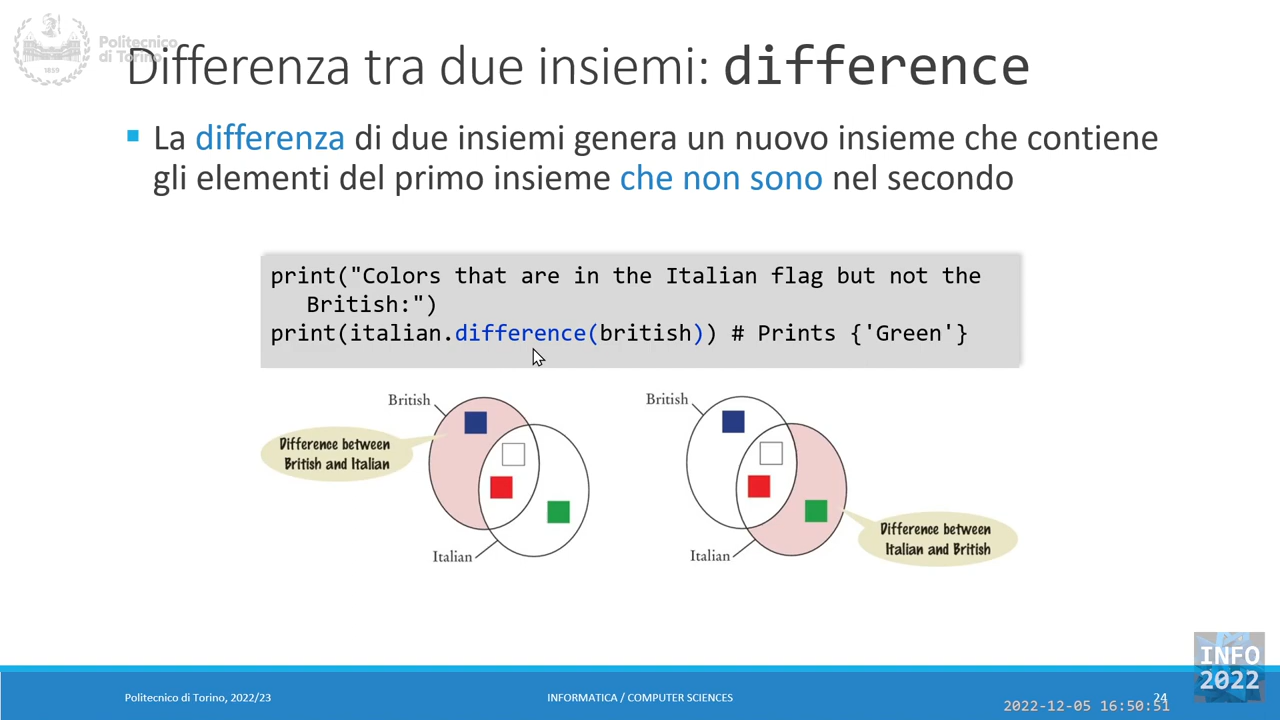 Politecnico
di Torino
1859
Differenza tra due insiemi: difference
La differenza di due insiemi genera un nuovo insieme che contiene
gli elementi del primo insieme che non sono nel secondo
print("Colors that are in the Italian flag but not the
British:")
print(italian.difference(british)) # Prints {'Green'}
British
Difference between
British and Italian
Italian
British
Difference between
Italian and British
Italian
INFO
2022
Politecnico di Torino, 2022/23
INFORMATICA / COMPUTER SCIENCES
24
2022-12-05 16:50:51